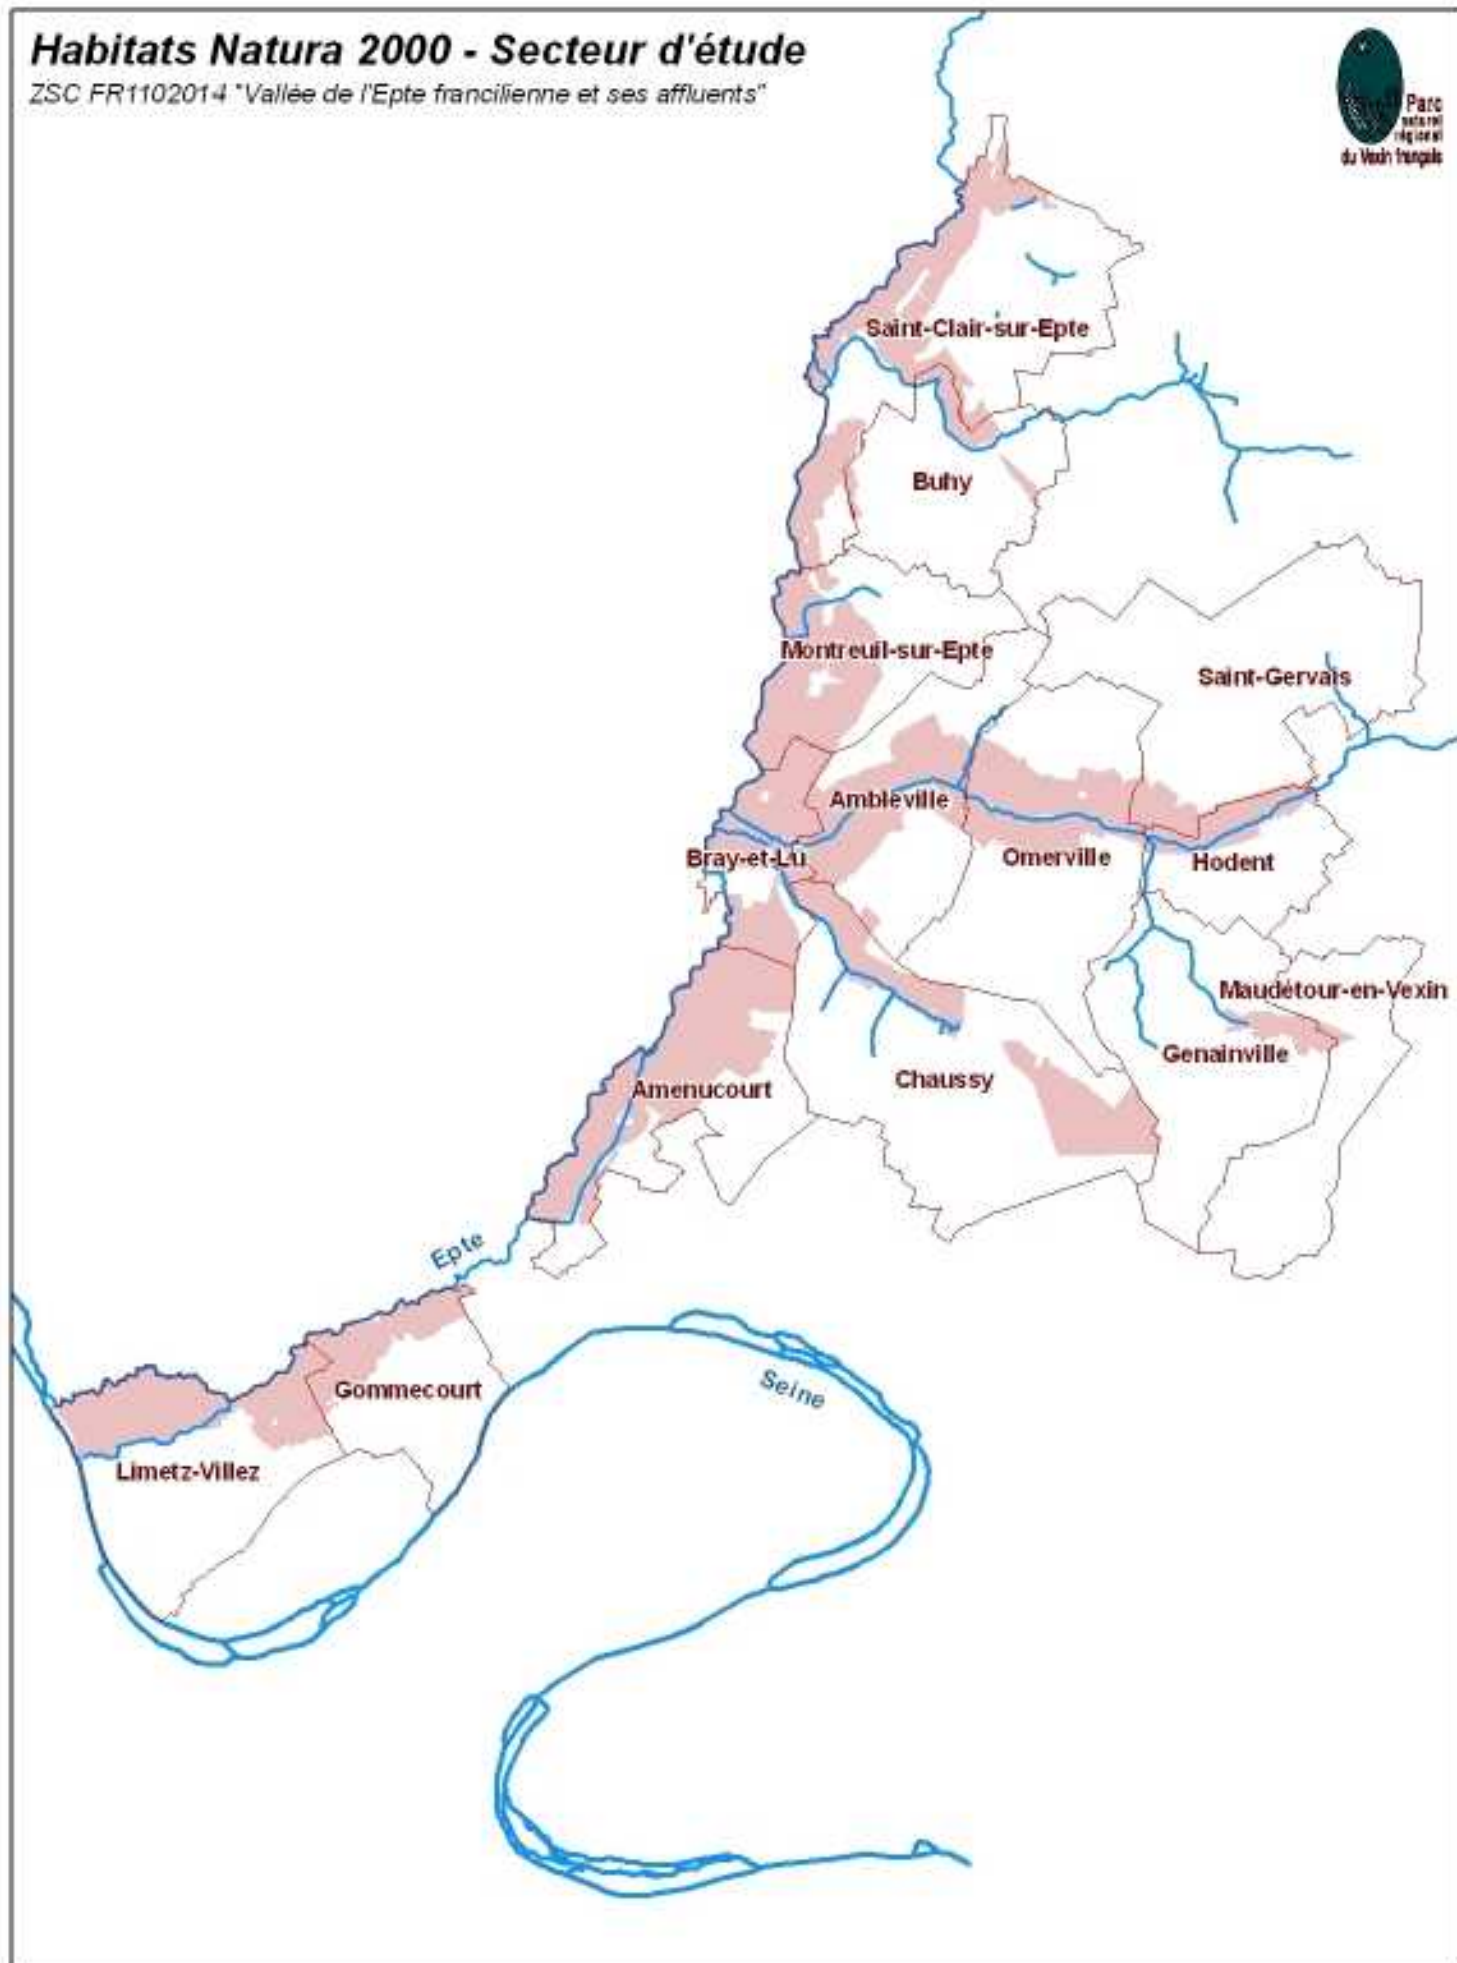 Habitats Natura 2000 - Secteur d'étude
ZSC FR1102014 "Vallée de l'Epte francilienne et ses affluents"
Parc
naturel
régional
du Vexin français
Saint-Clair-sur-Epte
Buhy
Montreuil-sur-Epte
Saint-Gervais
Ambleville
Bray-et-Lu
Omerville
Hodent
Maudétour-en-Vexin
Genainville
Chaussy
Amenucourt
Epte
Gommecourt
Seine
Limetz-Villez